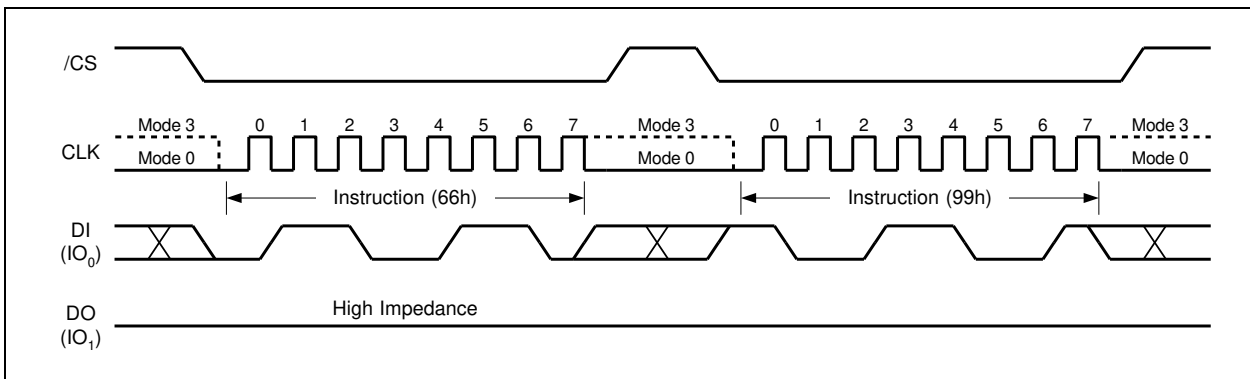 /CS
Mode 3 0 1 2 3 4 5 6 7 Mode 3 0 1 2 3 4 5 6 7 Mode 3
CLK
Mode 0 Mode 0 Mode 0
Instruction (66h) Instruction (99h)
DI
(IO₀)
High Impedance
DO
(IO₁)